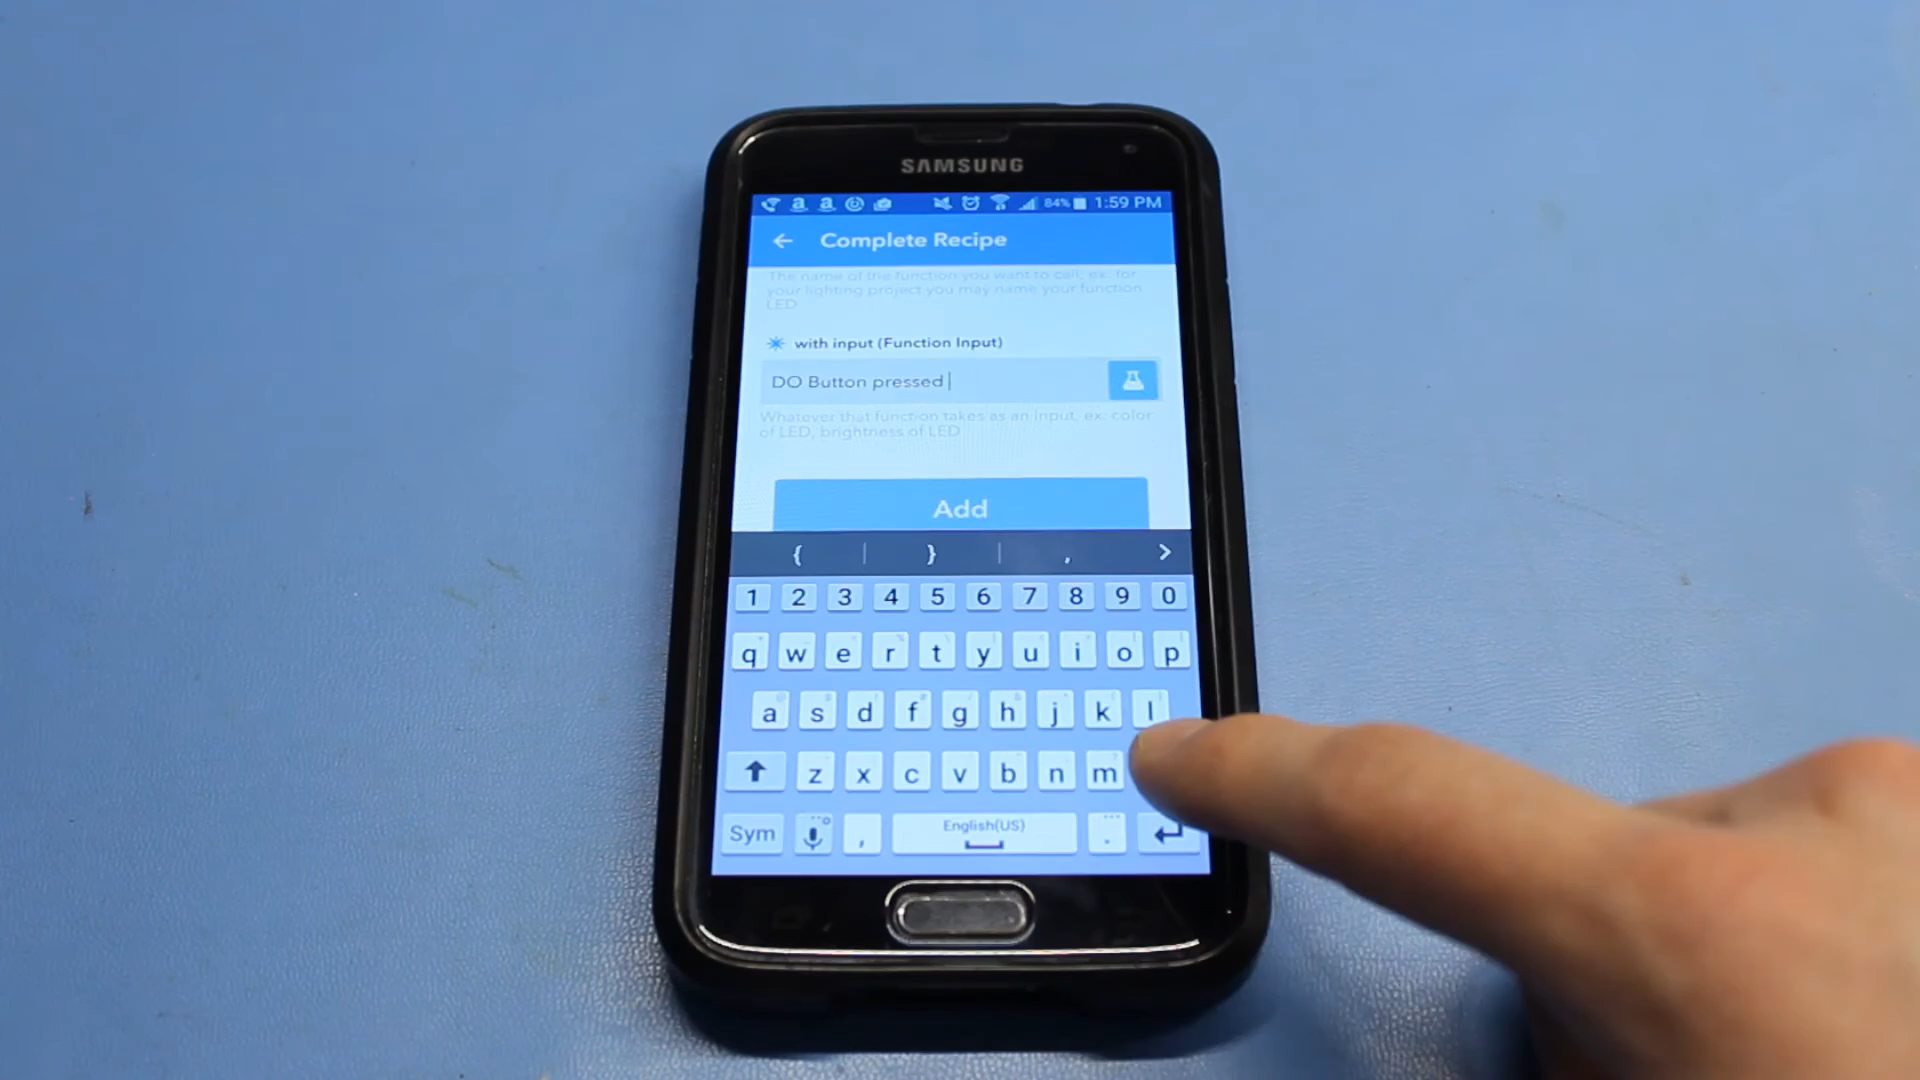 SAMSUNG
84% 1:59 PM
Complete Recipe
The name of the function you want to call; ex: for
your lighting project you may name your function
LED
with input (Function Input)
DO Button pressed
Whatever that function takes as an input, ex: color
of LED, brightness of LED
Add
{ } ,
1 2 3 4 5 6 7 8 9 0
q w e r t y u i o p
a s d f g h j k l
z x c v b n m
Sym , English(US) .